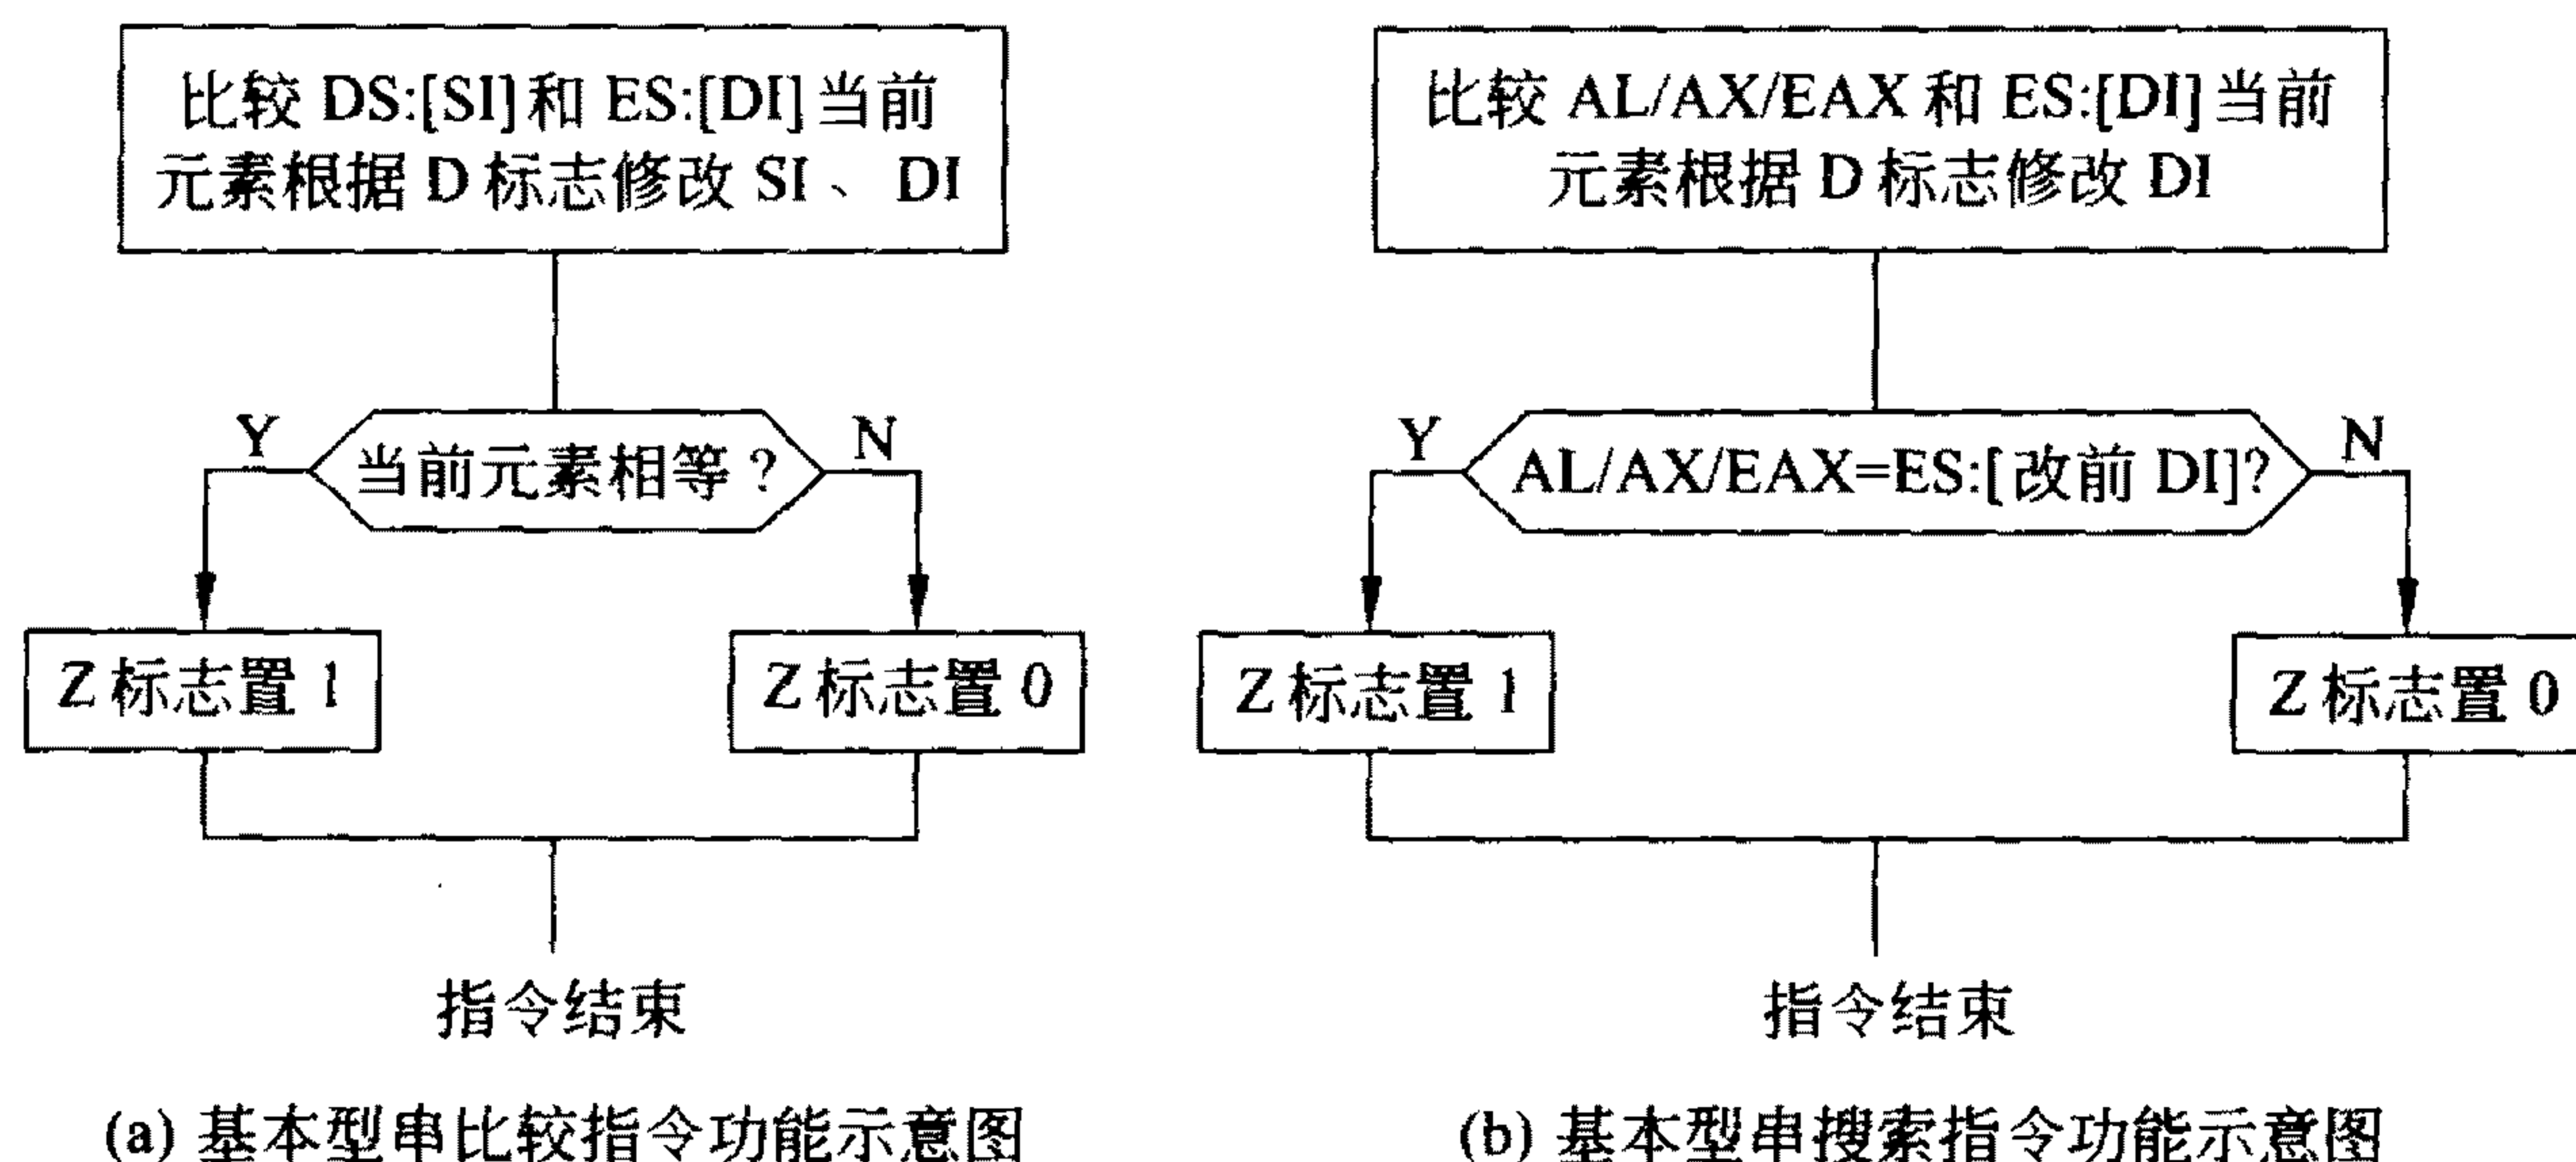 比较 DS:[SI] 和 ES:[DI] 当前
元素根据 D 标志修改 SI 、 DI
Y
当前元素相等 ?
N
Z 标志置 1
Z 标志置 0
指令结束
(a) 基本型串比较指令功能示意图
比较 AL/AX/EAX 和 ES:[DI] 当前
元素根据 D 标志修改 DI
Y
AL/AX/EAX=ES:[ 改前 DI]?
N
Z 标志置 1
Z 标志置 0
指令结束
(b) 基本型串搜索指令功能示意图